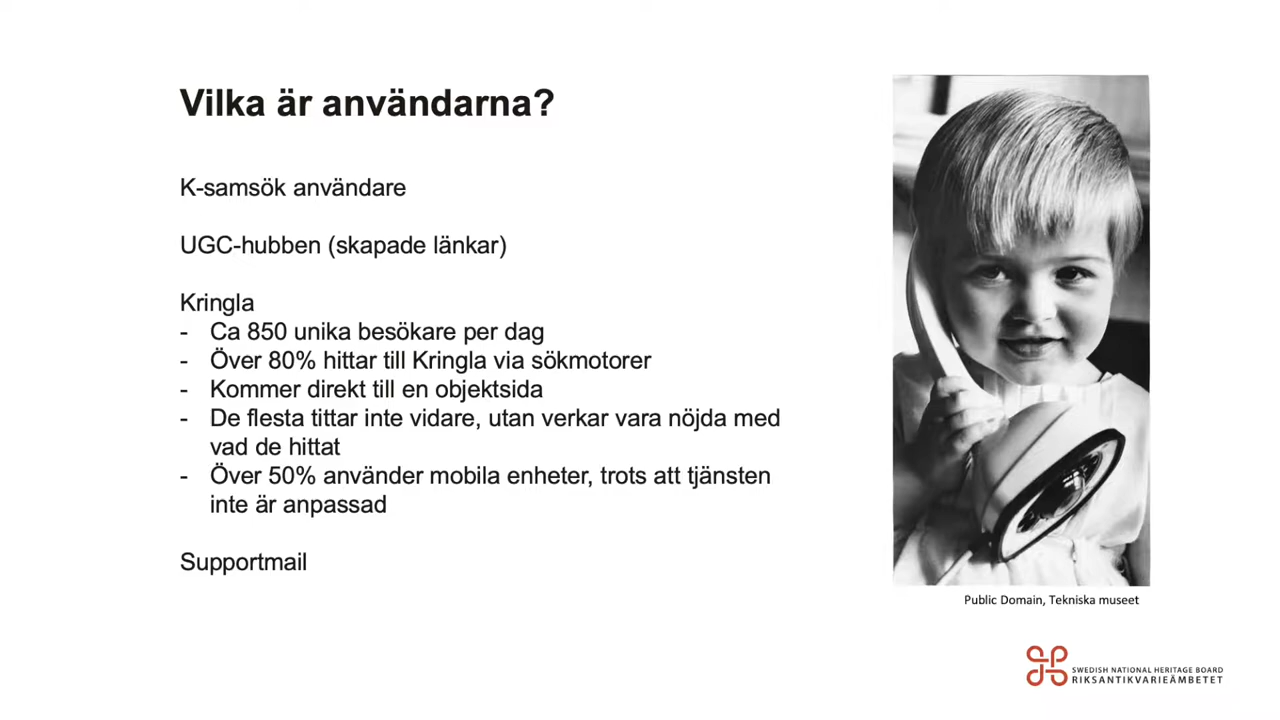 Vilka är användarna?
K-samsök användare
UGC-hubben (skapade länkar)
Kringla
- Ca 850 unika besökare per dag
- Över 80% hittar till Kringla via sökmotorer
- Kommer direkt till en objektsida
- De flesta tittar inte vidare, utan verkar vara nöjda med
vad de hittat
- Över 50% använder mobila enheter, trots att tjänsten
inte är anpassad
Supportmail
Public Domain, Tekniska museet
SWEDISH NATIONAL HERITAGE BOARD
RIKSANTIKVARIEÄMBETET